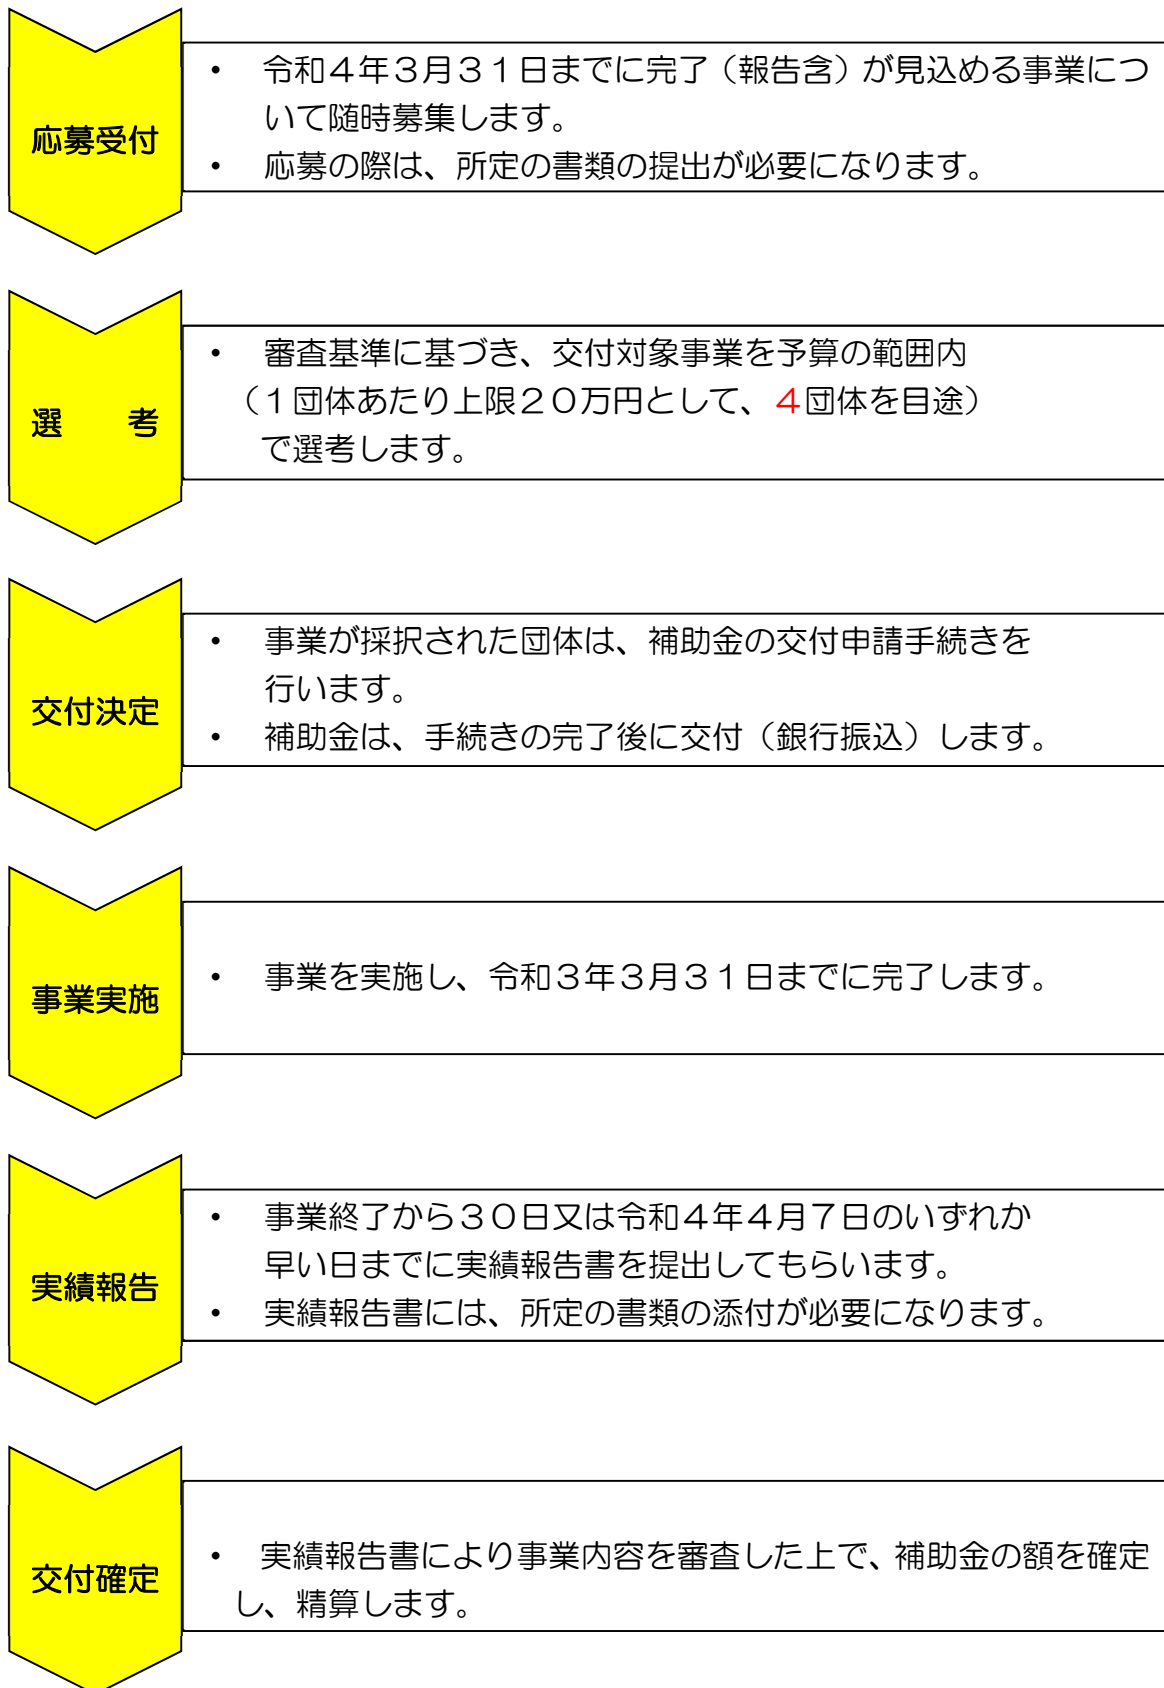 応募受付
・ 令和４年３月３１日までに完了（報告含）が見込める事業につ
いて随時募集します。
・ 応募の際は、所定の書類の提出が必要になります。
選　　考
・ 審査基準に基づき、交付対象事業を予算の範囲内
（１団体あたり上限２０万円として、４団体を目途）
で選考します。
交付決定
・ 事業が採択された団体は、補助金の交付申請手続きを
行います。
・ 補助金は、手続きの完了後に交付（銀行振込）します。
事業実施
・ 事業を実施し、令和３年３月３１日までに完了します。
実績報告
・ 事業終了から３０日又は令和４年４月７日のいずれか
早い日までに実績報告書を提出してもらいます。
・ 実績報告書には、所定の書類の添付が必要になります。
交付確定
・ 実績報告書により事業内容を審査した上で、補助金の額を確定
し、精算します。